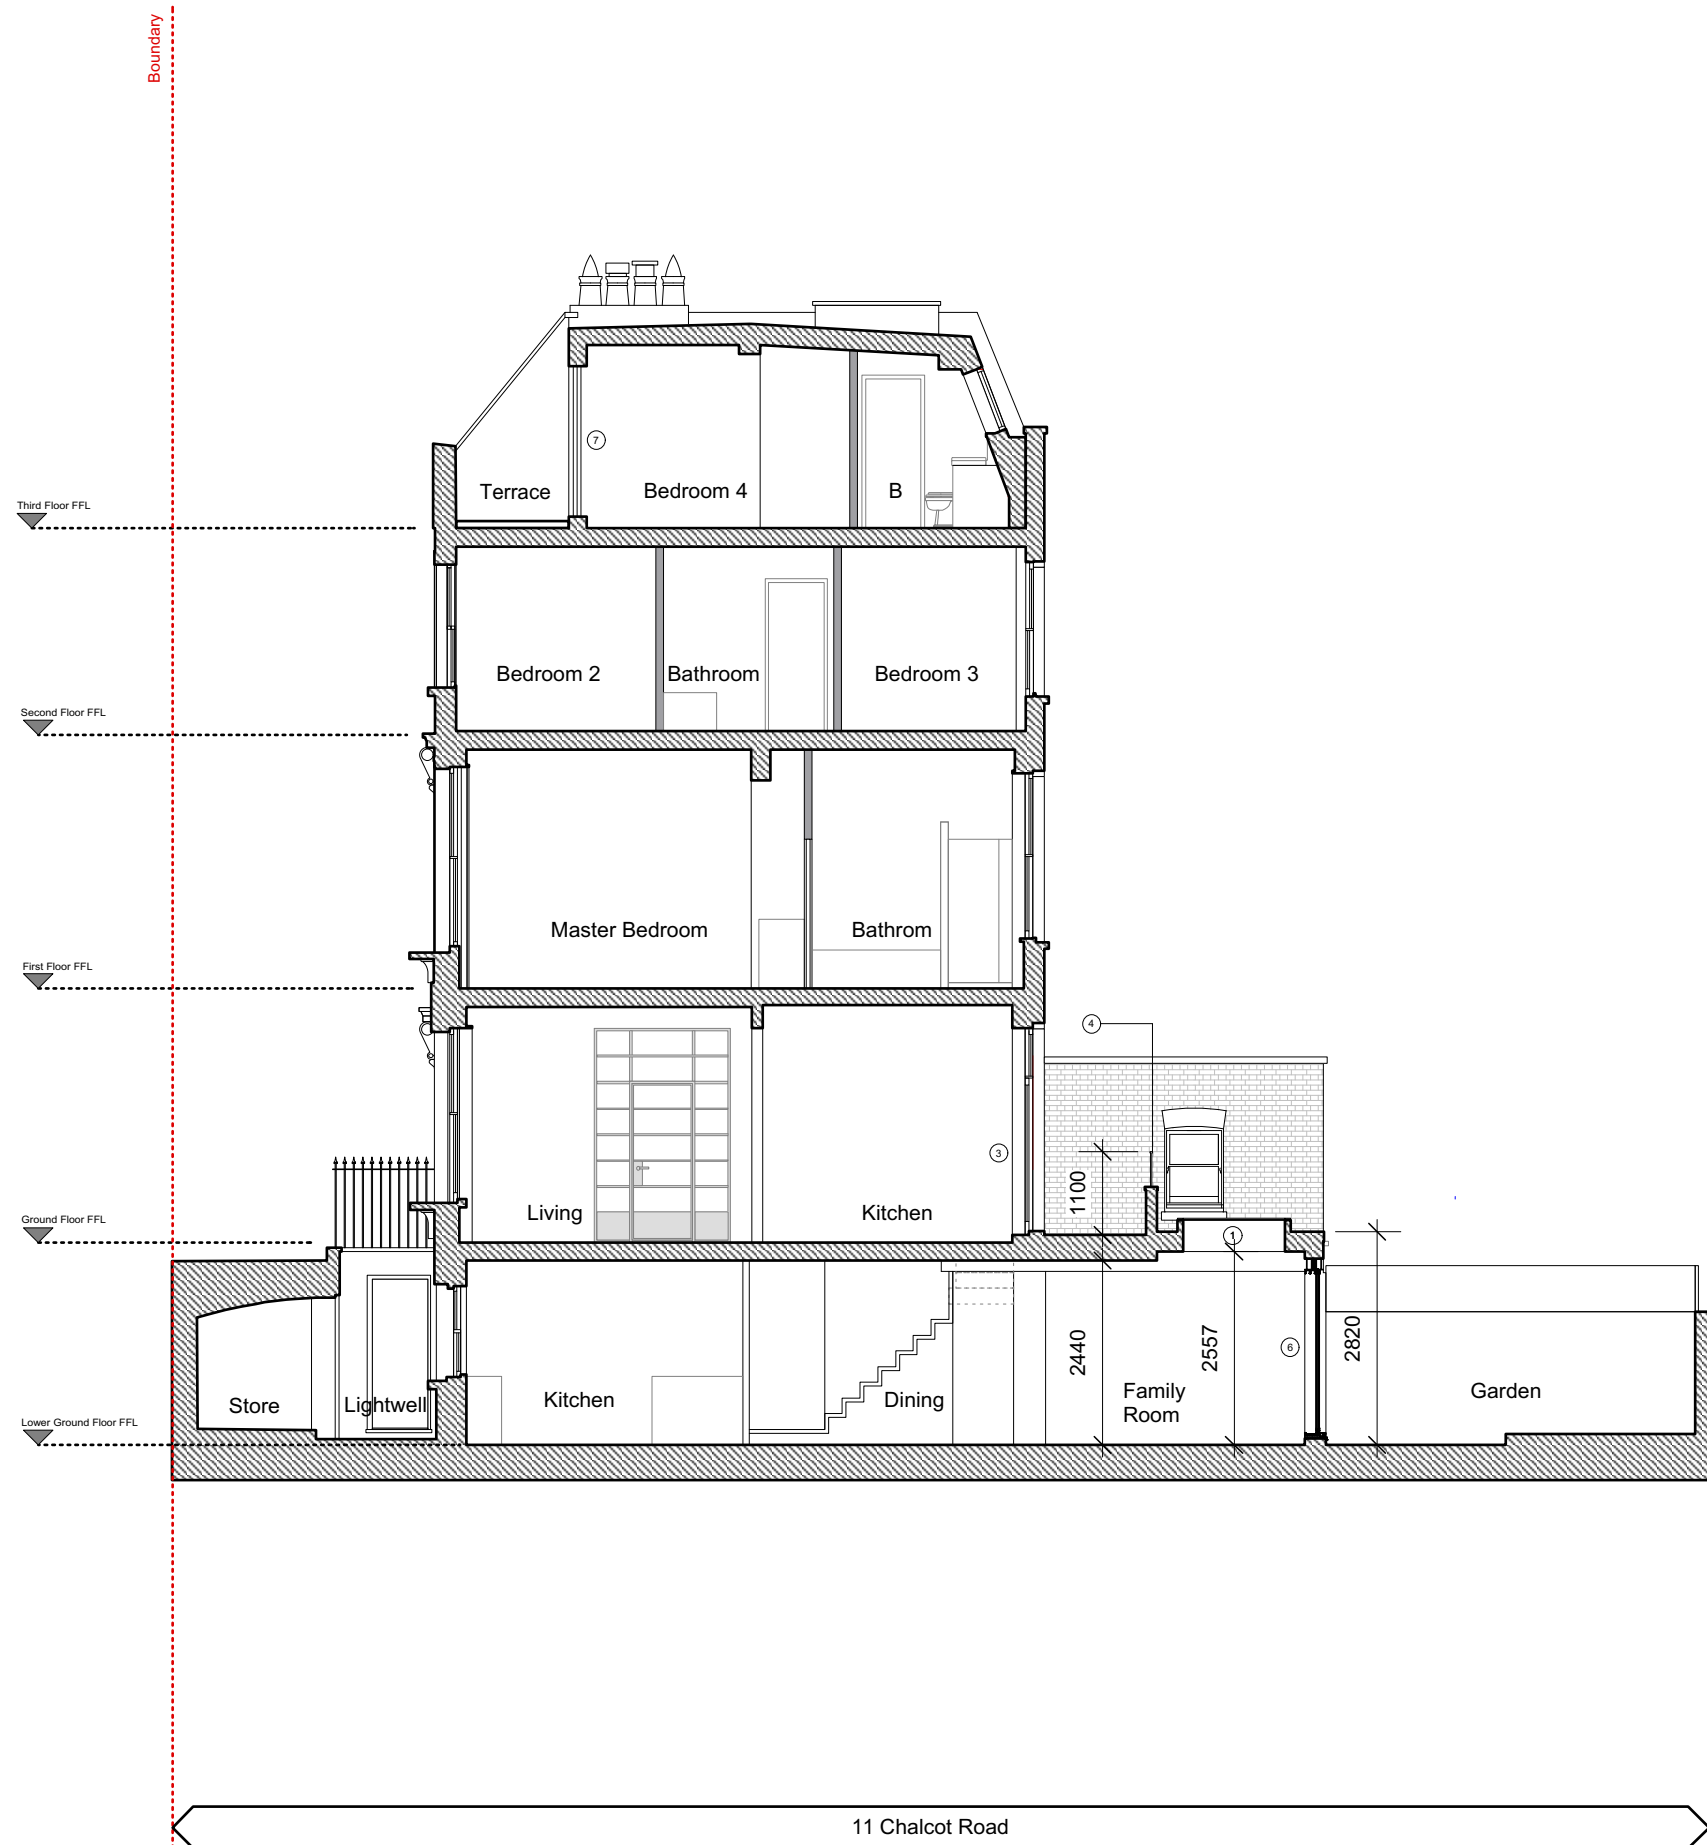 Boundary
7
Terrace
Bedroom 4
B
Third Floor FFL
Bedroom 2
Bathroom
Bedroom 3
Second Floor FFL
Master Bedroom
Bathrom
First Floor FFL
4
3
1100
Living
Kitchen
Ground Floor FFL
1
2440
2557
6
2820
Store
Lightwell
Kitchen
Dining
Family
Room
Garden
Lower Ground Floor FFL
11 Chalcot Road